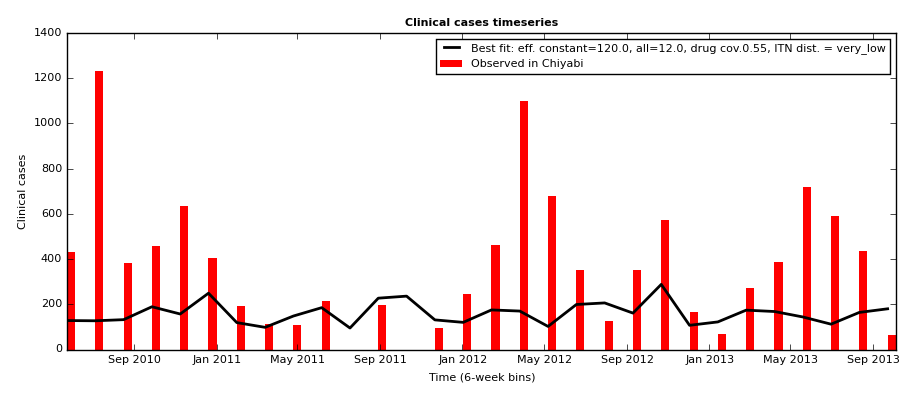 Clinical cases timeseries
Best fit: eff. constant=120.0, all=12.0, drug cov.0.55, ITN dist. = very_low
Observed in Chiyabi
1400
1200
1000
800
600
400
200
0
Clinical cases
Sep 2010 Jan 2011 May 2011 Sep 2011 Jan 2012 May 2012 Sep 2012 Jan 2013 May 2013 Sep 2013
Time (6-week bins)